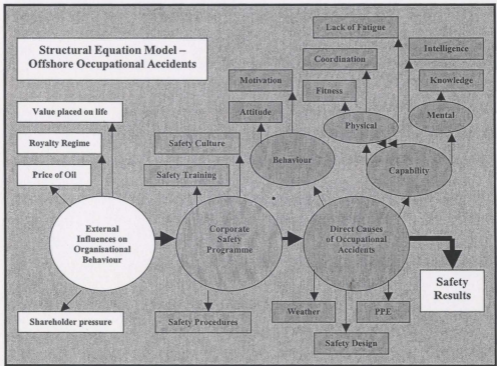 Structural Equation Model –
Offshore Occupational Accidents
Lack of Fatigue
Intelligence
Coordination
Knowledge
Motivation
Fitness
Value placed on life
Attitude
Physical
Mental
Royalty Regime
Safety Culture
Behaviour
Capability
Price of Oil
Safety Training
External
Influences on
Organisational
Behaviour
Corporate
Safety
Programme
Direct Causes
of Occupational
Accidents
Safety
Results
Shareholder pressure
Safety Procedures
Weather
PPE
Safety Design